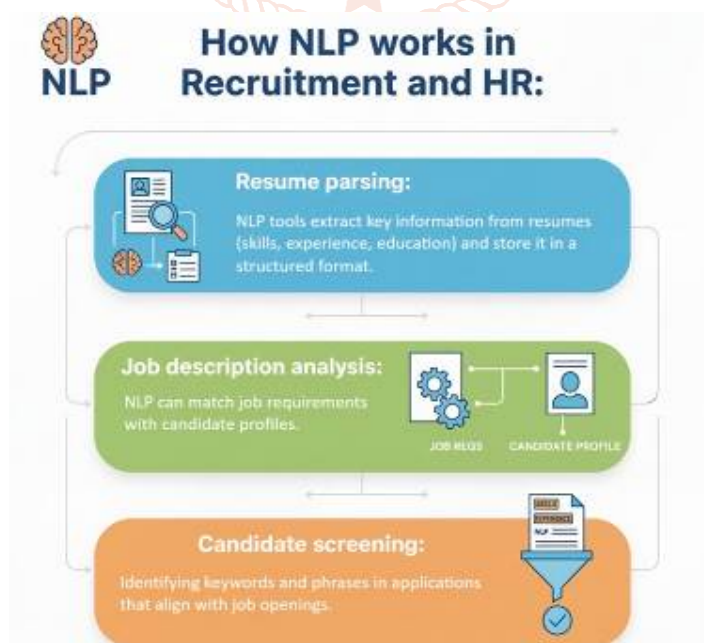 NLP
How NLP works in
Recruitment and HR:
Resume parsing:
NLP tools extract key information from resumes
(skills, experience, education) and store it in a
structured format.
Job description analysis:
NLP can match job requirements
with candidate profiles.
JOB REQS
CANDIDATE PROFILE
Candidate screening:
NLP
Identifying keywords and phrases in applications
that align with job openings.